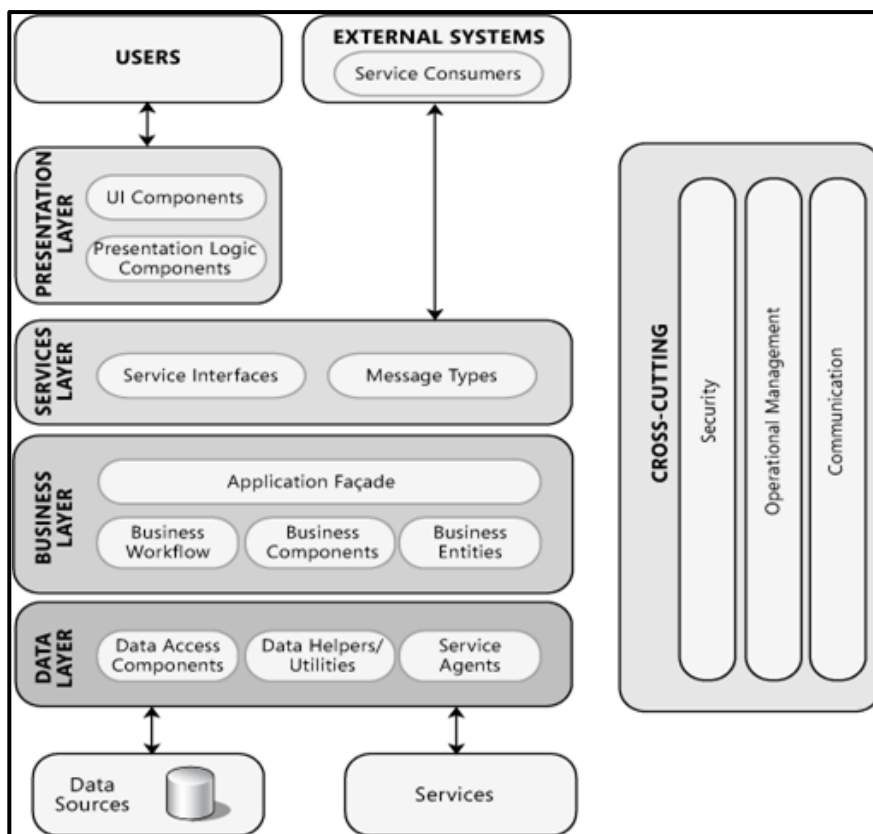 USERS
EXTERNAL SYSTEMS
Service Consumers
PRESENTATION
LAYER
UI Components
Presentation Logic
Components
SERVICES
LAYER
Service Interfaces
Message Types
BUSINESS
LAYER
Application Façade
Business
Workflow
Business
Components
Business
Entities
DATA
LAYER
Data Access
Components
Data Helpers/
Utilities
Service
Agents
Data
Sources
Services
CROSS-CUTTING
Security
Operational Management
Communication